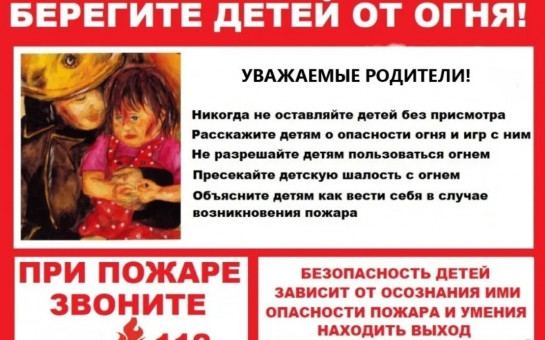 БЕРЕГИТЕ ДЕТЕЙ ОТ ОГНЯ!
УВАЖАЕМЫЕ РОДИТЕЛИ!
Никогда не оставляйте детей без присмотра
Расскажите детям о опасности огня и игр с ним
Не разрешайте детям пользоваться огнем
Пресекайте детскую шалость с огнем
Объясните детям как вести себя в случае
возникновения пожара
ПРИ ПОЖАРЕ
ЗВОНИТЕ
БЕЗОПАСНОСТЬ ДЕТЕЙ
ЗАВИСИТ ОТ ОСОЗНАНИЯ ИМИ
ОПАСНОСТИ ПОЖАРА И УМЕНИЯ
НАХОДИТЬ ВЫХОД